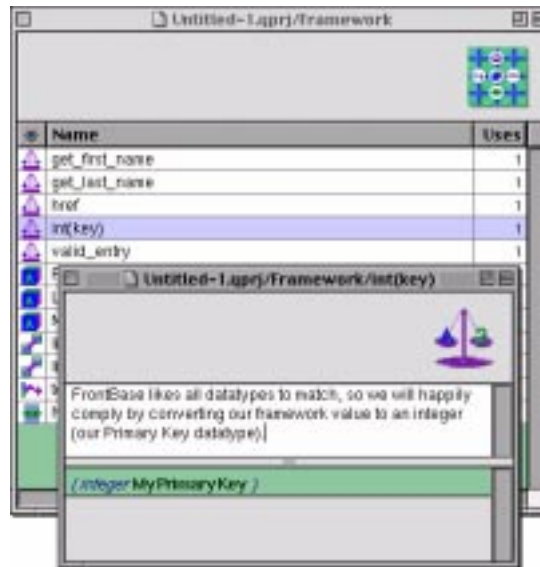 Untitled-1.qprj/Framework
Name Uses
get_first_name 1
get_last_name 1
href 1
int(key) 1
valid_entry 1
Untitled-1.qprj/Framework/int(key)
FrontBase likes all datatypes to match, so we will happily
comply by converting our framework value to an integer
(our Primary Key datatype).
( integer MyPrimaryKey )